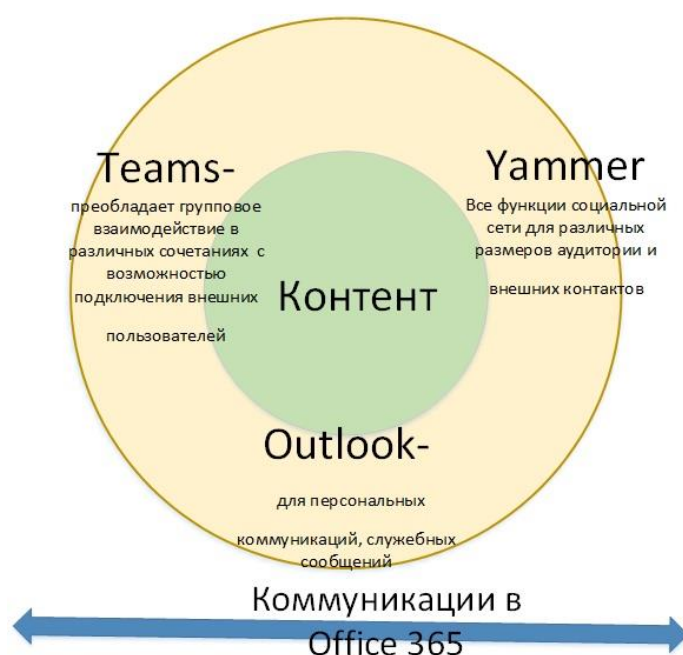 Teams-
преобладает групповое
взаимодействие в
различных сочетаниях с
возможностью
подключения внешних
пользователей
Yammer
Все функции социальной
сети для различных
размеров аудитории и
внешних контактов
Контент
Outlook-
для персональных
коммуникаций, служебных
сообщений
Коммуникации в
Office 365